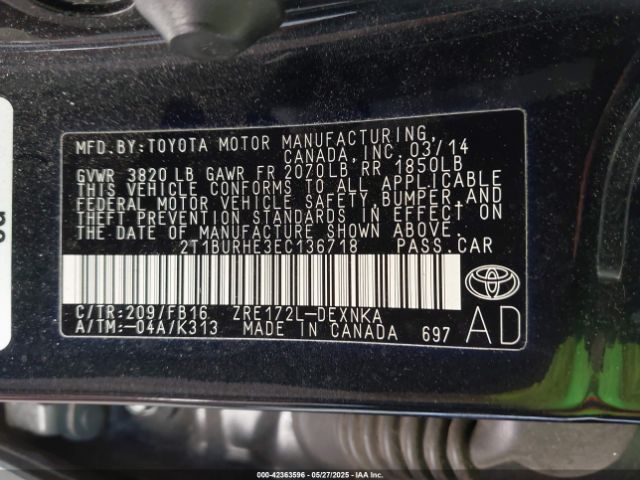 MFD. BY: TOYOTA MOTOR MANUFACTURING,
CANADA, INC. 03/14
GVWR 3820 LB GAWR FR 2070LB RR 1850LB
THIS VEHICLE CONFORMS TO ALL APPLICABLE
FEDERAL MOTOR VEHICLE SAFETY, BUMPER, AND
THEFT PREVENTION STANDARDS IN EFFECT ON
THE DATE OF MANUFACTURE SHOWN ABOVE.
2T1BURHE3EC136718 PASS.CAR
C/TR:209/FB16 ZRE172L-DEXNKA
A/TM:-04A/K313 MADE IN CANADA 697
AD
TOYOTA
000-42363596 05/27/2025 IAA, Inc.